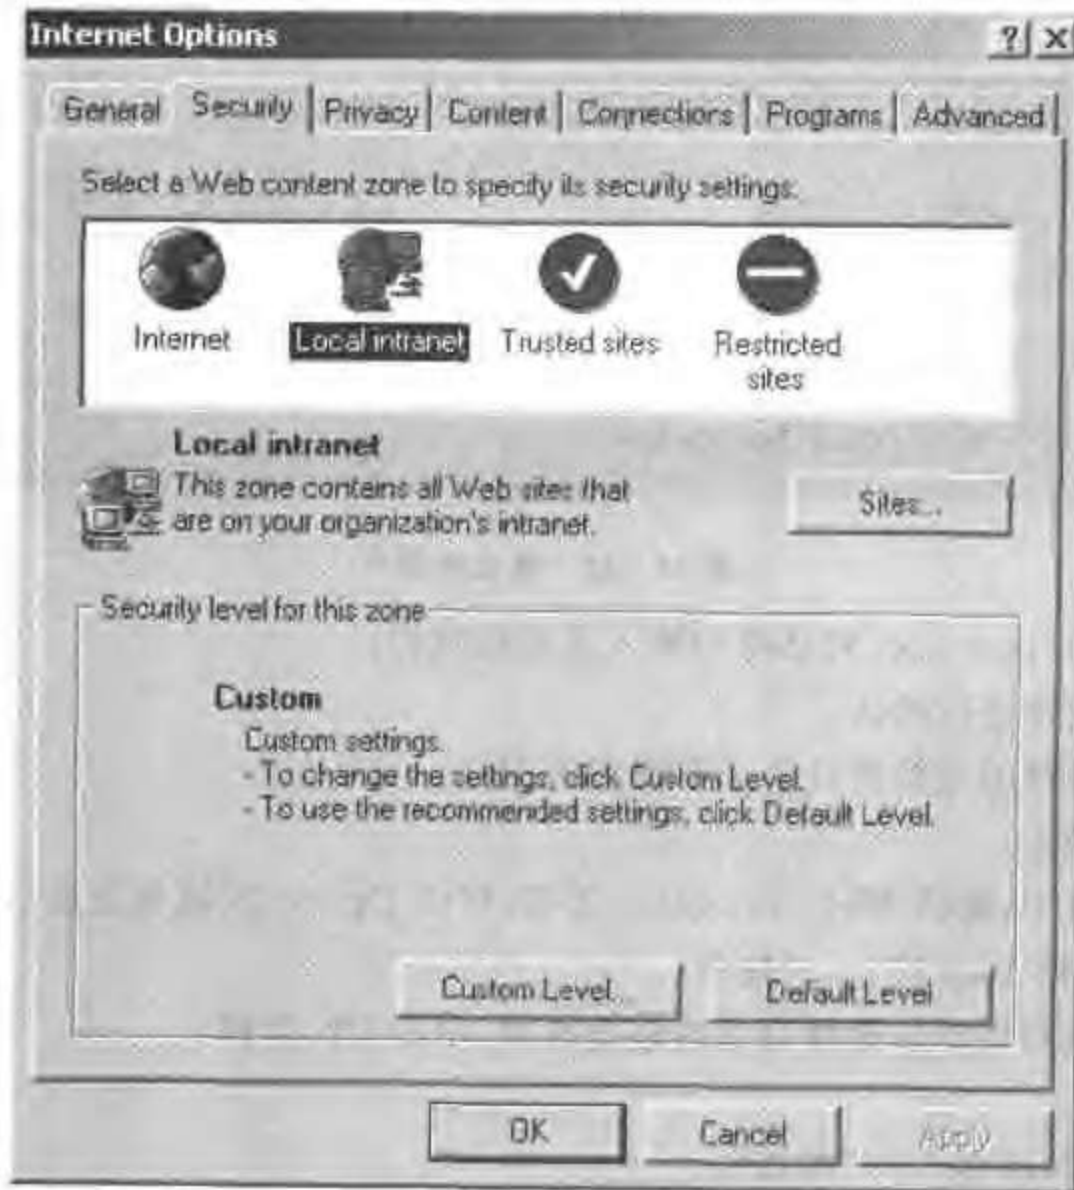 Internet Options
General Security Privacy Content Connections Programs Advanced
Select a Web content zone to specify its security settings.
Internet Local intranet Trusted sites Restricted
sites
Local intranet
This zone contains all Web sites that
are on your organization's intranet.
Sites...
Security level for this zone
Custom
Custom settings.
- To change the settings, click Custom Level.
- To use the recommended settings, click Default Level.
Custom Level... Default Level
OK Cancel Apply